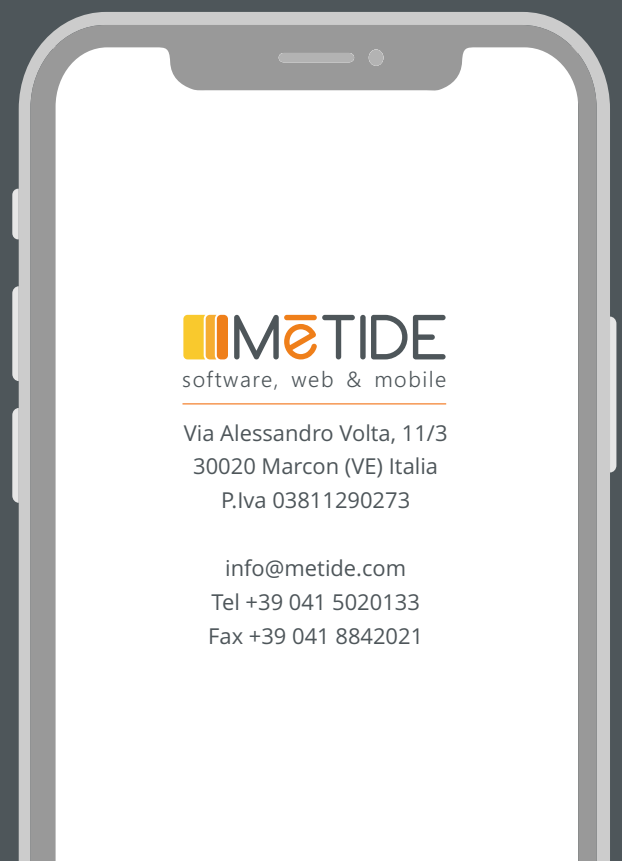 MēTIDE
software, web & mobile
Via Alessandro Volta, 11/3
30020 Marcon (VE) Italia
P.Iva 03811290273
info@metide.com
Tel +39 041 5020133
Fax +39 041 8842021